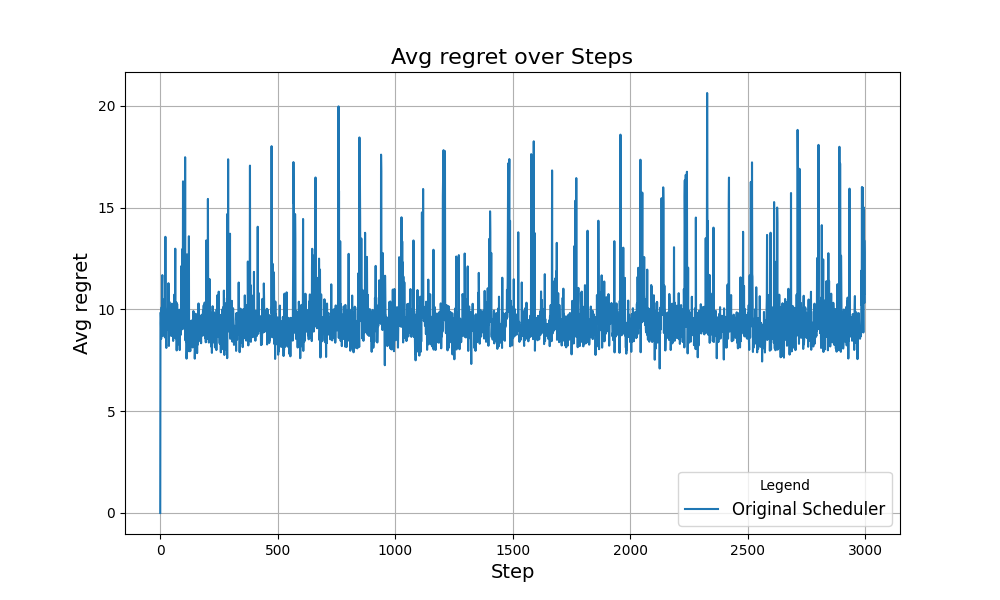 Avg regret over Steps
20
15
10
5
0
Avg regret
Legend
Original Scheduler
0 500 1000 1500 2000 2500 3000
Step